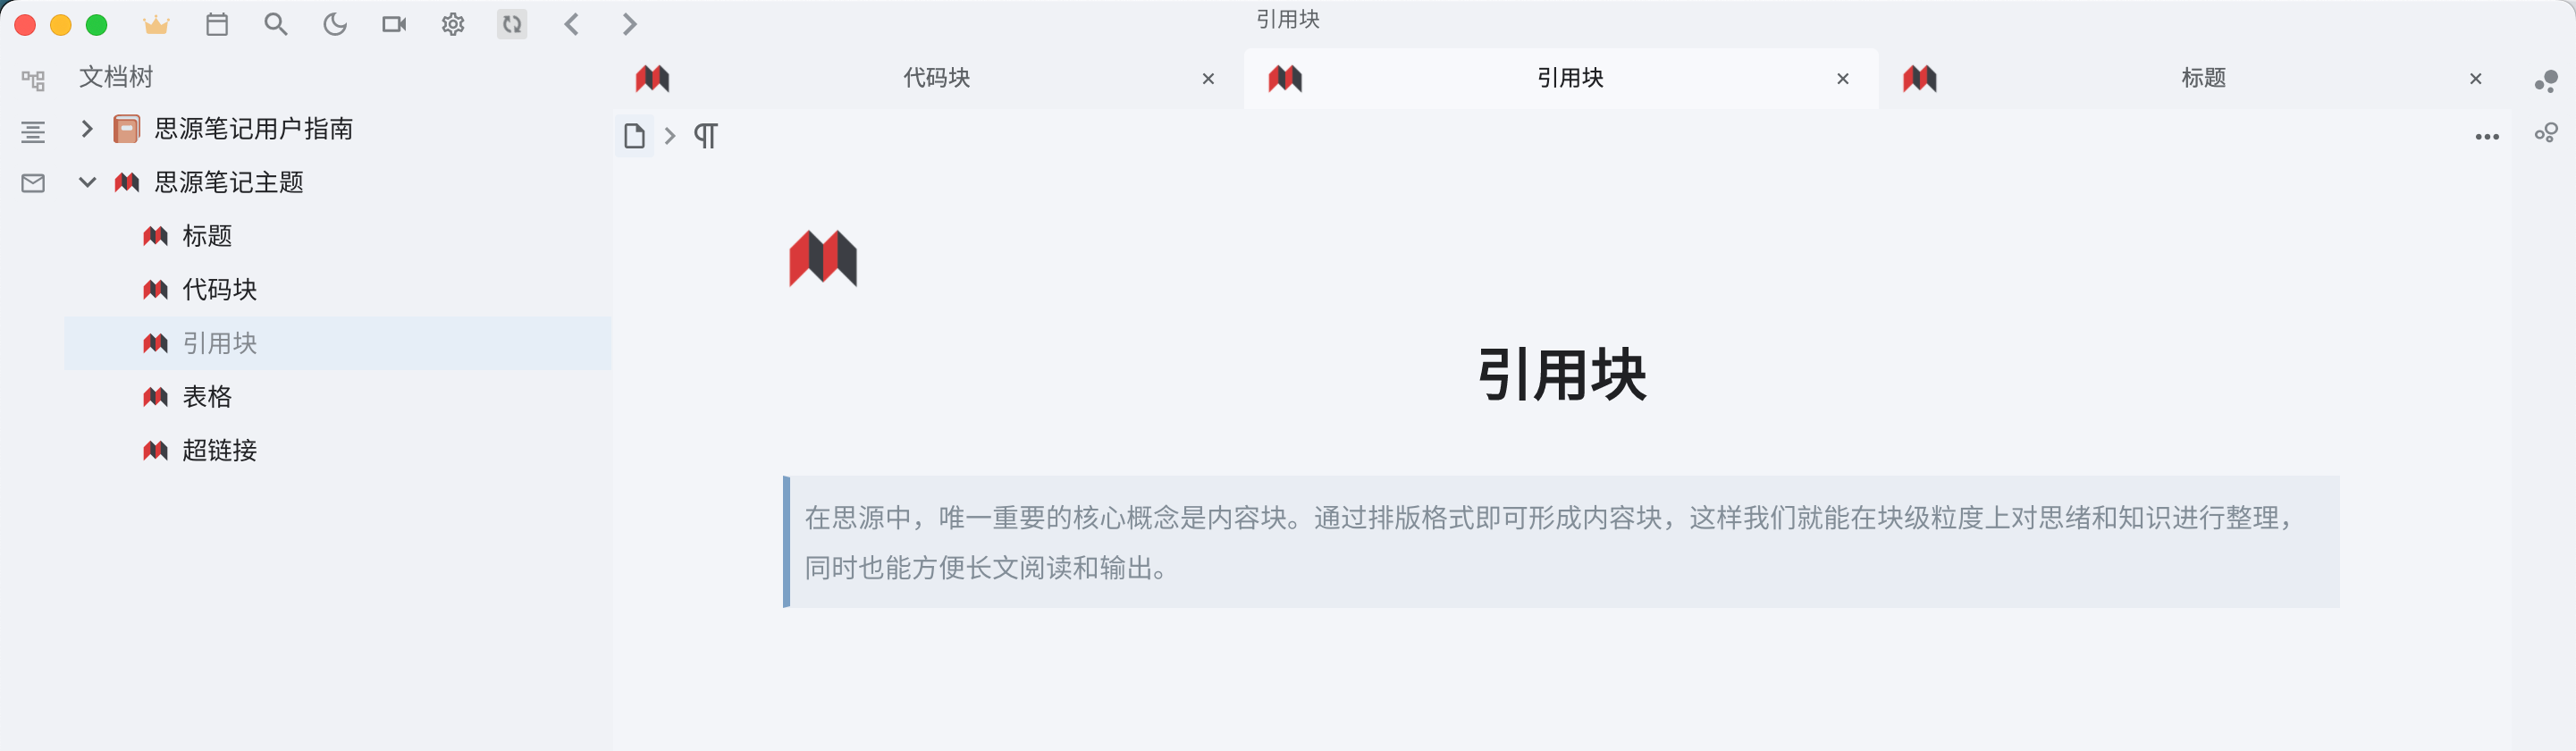 引用块
文档树
思源笔记用户指南
思源笔记主题
标题
代码块
引用块
表格
超链接
代码块
引用块
标题
引用块
在思源中，唯一重要的核心概念是内容块。通过排版格式即可形成内容块，这样我们就能在块级粒度上对思绪和知识进行整理，
同时也能方便长文阅读和输出。